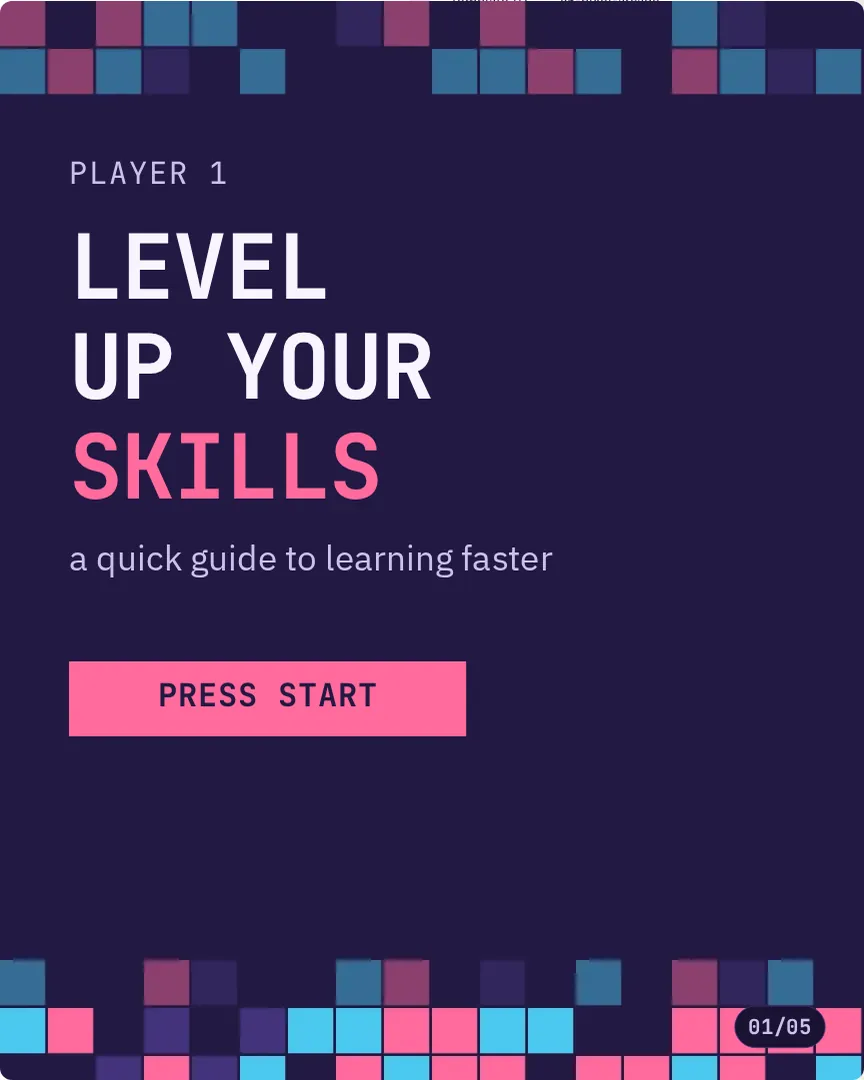 PLAYER 1
LEVEL
UP YOUR
SKILLS
a quick guide to learning faster
PRESS START
01/05